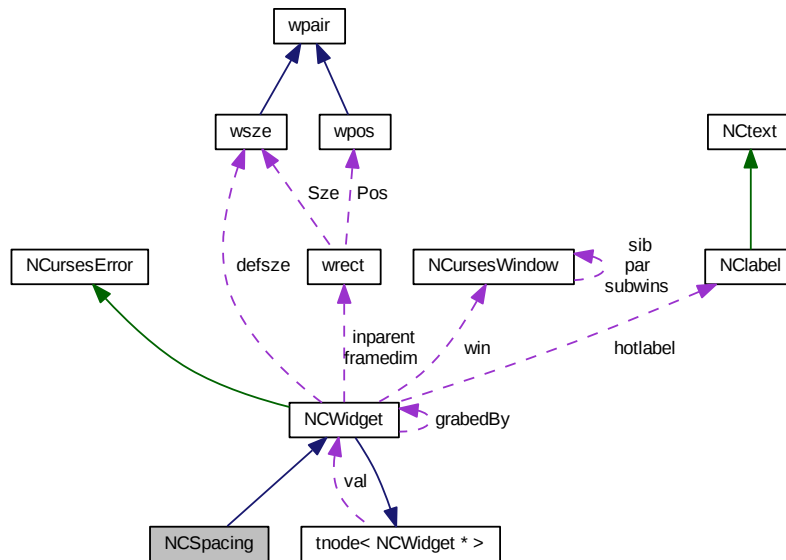 wpair
wsze
wpos
NCtext
Sze
Pos
NCursesError
defsze
wrect
NCursesWindow
sib
par
subwins
NClabel
inparent
framedim
win
hotlabel
NCWidget
grabedBy
val
NCSpacing
tnode< NCWidget * >